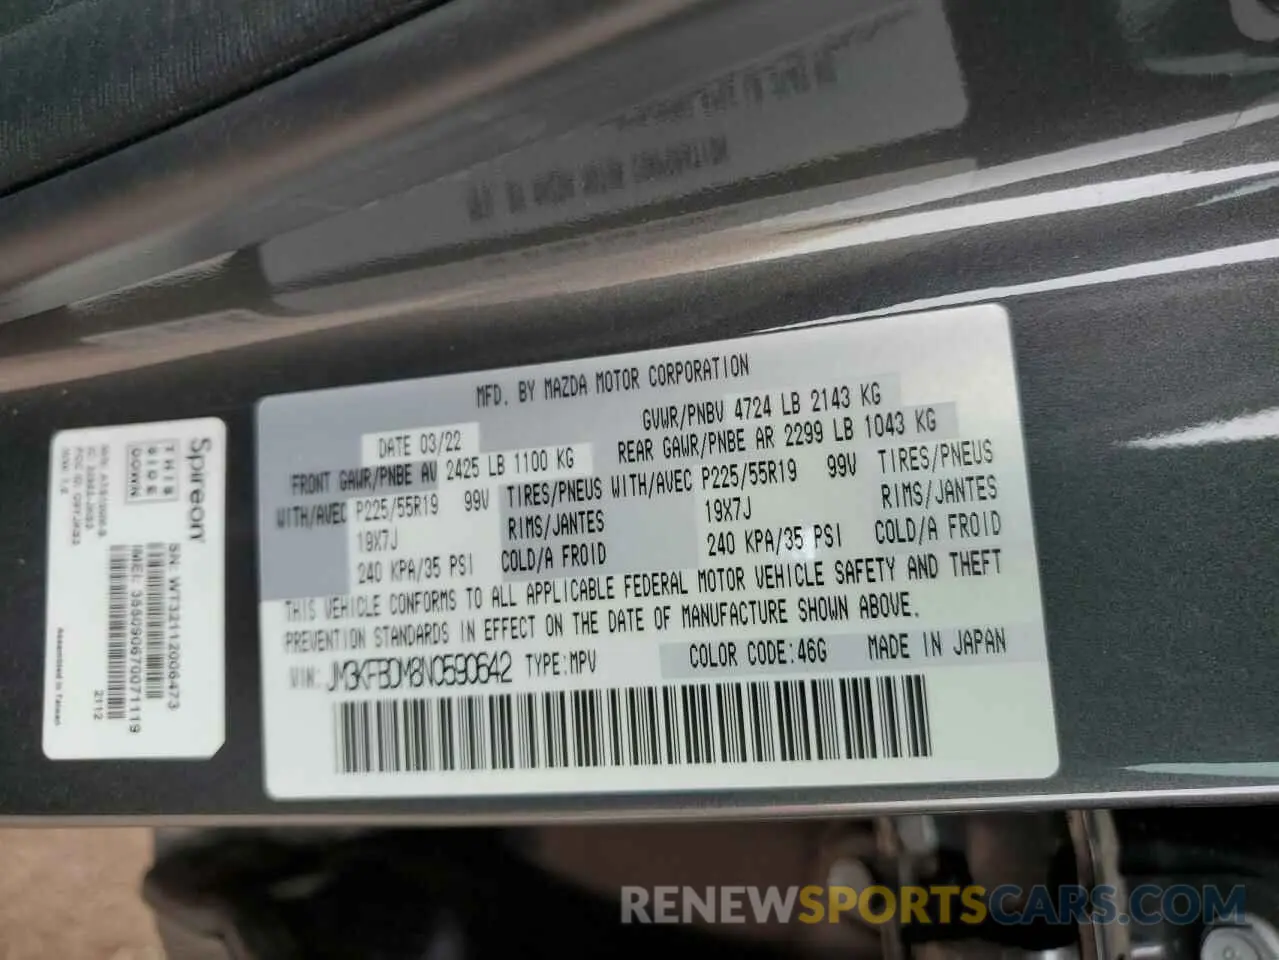 MFD. BY MAZDA MOTOR CORPORATION
DATE 03/22
GVWR/PNBV 4724 LB 2143 KG
FRONT GAWR/PNBE AV 2425 LB 1100 KG
REAR GAWR/PNBE AR 2299 LB 1043 KG
WITH/AVEC P225/55R19 99V TIRES/PNEUS
19X7J RIMS/JANTES
240 KPA/35 PSI COLD/A FROID
WITH/AVEC P225/55R19 99V TIRES/PNEUS
19X7J RIMS/JANTES
240 KPA/35 PSI COLD/A FROID
THIS VEHICLE CONFORMS TO ALL APPLICABLE FEDERAL MOTOR VEHICLE SAFETY AND THEFT
PREVENTION STANDARDS IN EFFECT ON THE DATE OF MANUFACTURE SHOWN ABOVE.
VIN: JM3KFBDM8N0590642 TYPE:MPV
COLOR CODE:46G MADE IN JAPAN
Spireon
THIS
SIDE
DOWN
SN: WT32112006473
IMEI: 355090670071119
2112
Assembled in Taiwan
RENEWSPORTSCARS.COM